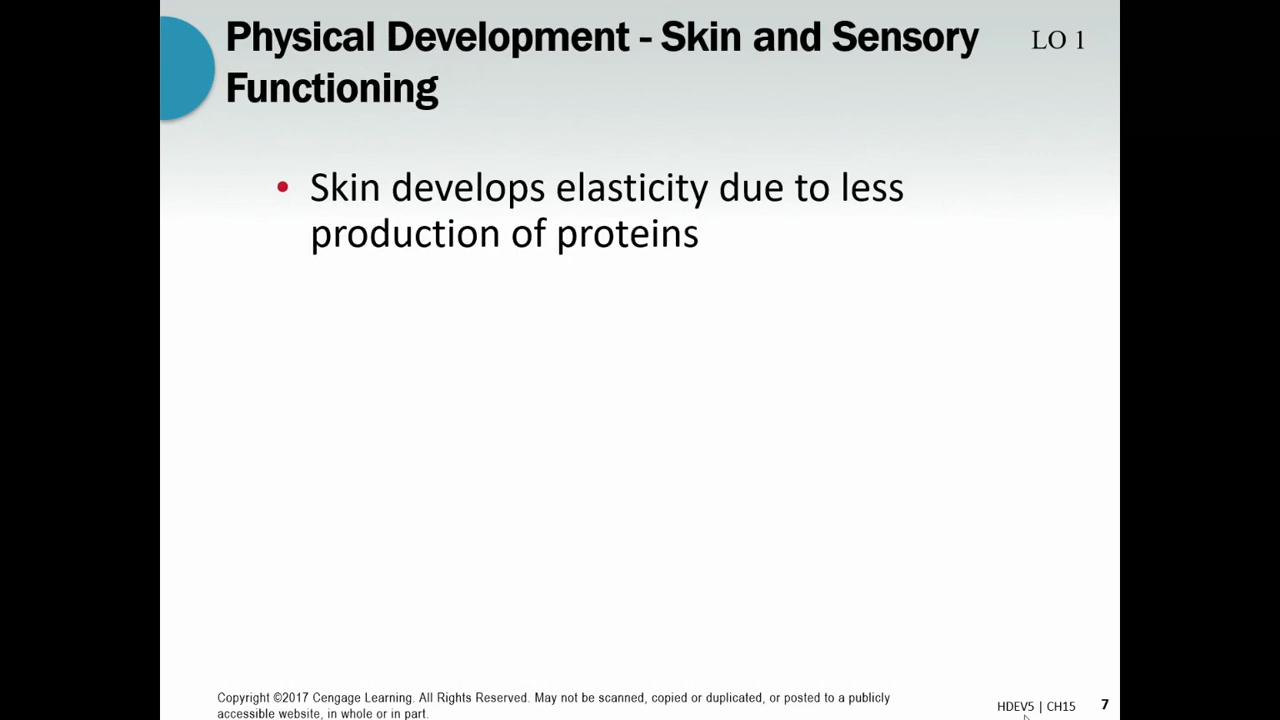 Physical Development - Skin and Sensory
Functioning
LO 1
• Skin develops elasticity due to less
production of proteins
Copyright ©2017 Cengage Learning. All Rights Reserved. May not be scanned, copied or duplicated, or posted to a publicly
accessible website, in whole or in part.
HDEV5 | CH15
7